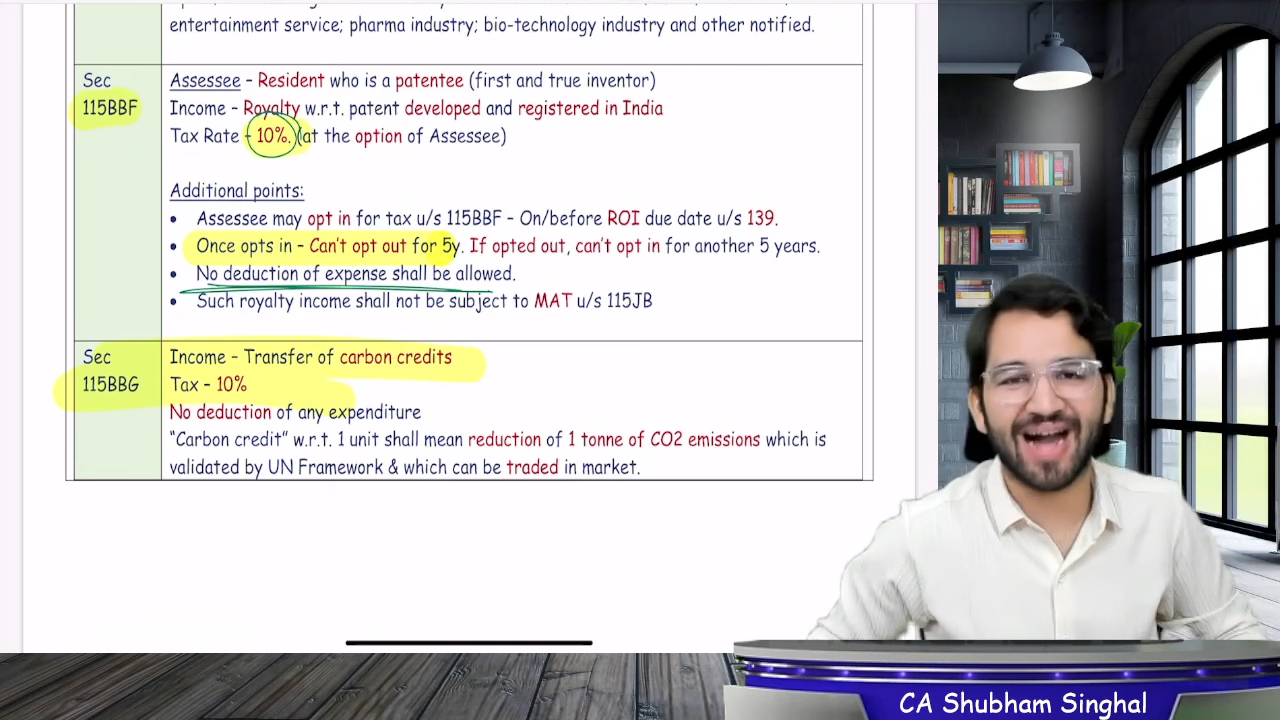 entertainment service; pharma industry; bio-technology industry and other notified.
Sec
115BBF
Assessee – Resident who is a patentee (first and true inventor)
Income – Royalty w.r.t. patent developed and registered in India
Tax Rate – 10%. (at the option of Assessee)
Additional points:
• Assessee may opt in for tax u/s 115BBF – On/before ROI due date u/s 139.
• Once opts in – Can't opt out for 5y. If opted out, can't opt in for another 5 years.
• No deduction of expense shall be allowed.
• Such royalty income shall not be subject to MAT u/s 115JB
Sec
115BBG
Income – Transfer of carbon credits
Tax – 10%
No deduction of any expenditure
"Carbon credit" w.r.t. 1 unit shall mean reduction of 1 tonne of CO2 emissions which is
validated by UN Framework & which can be traded in market.
CA Shubham Singhal